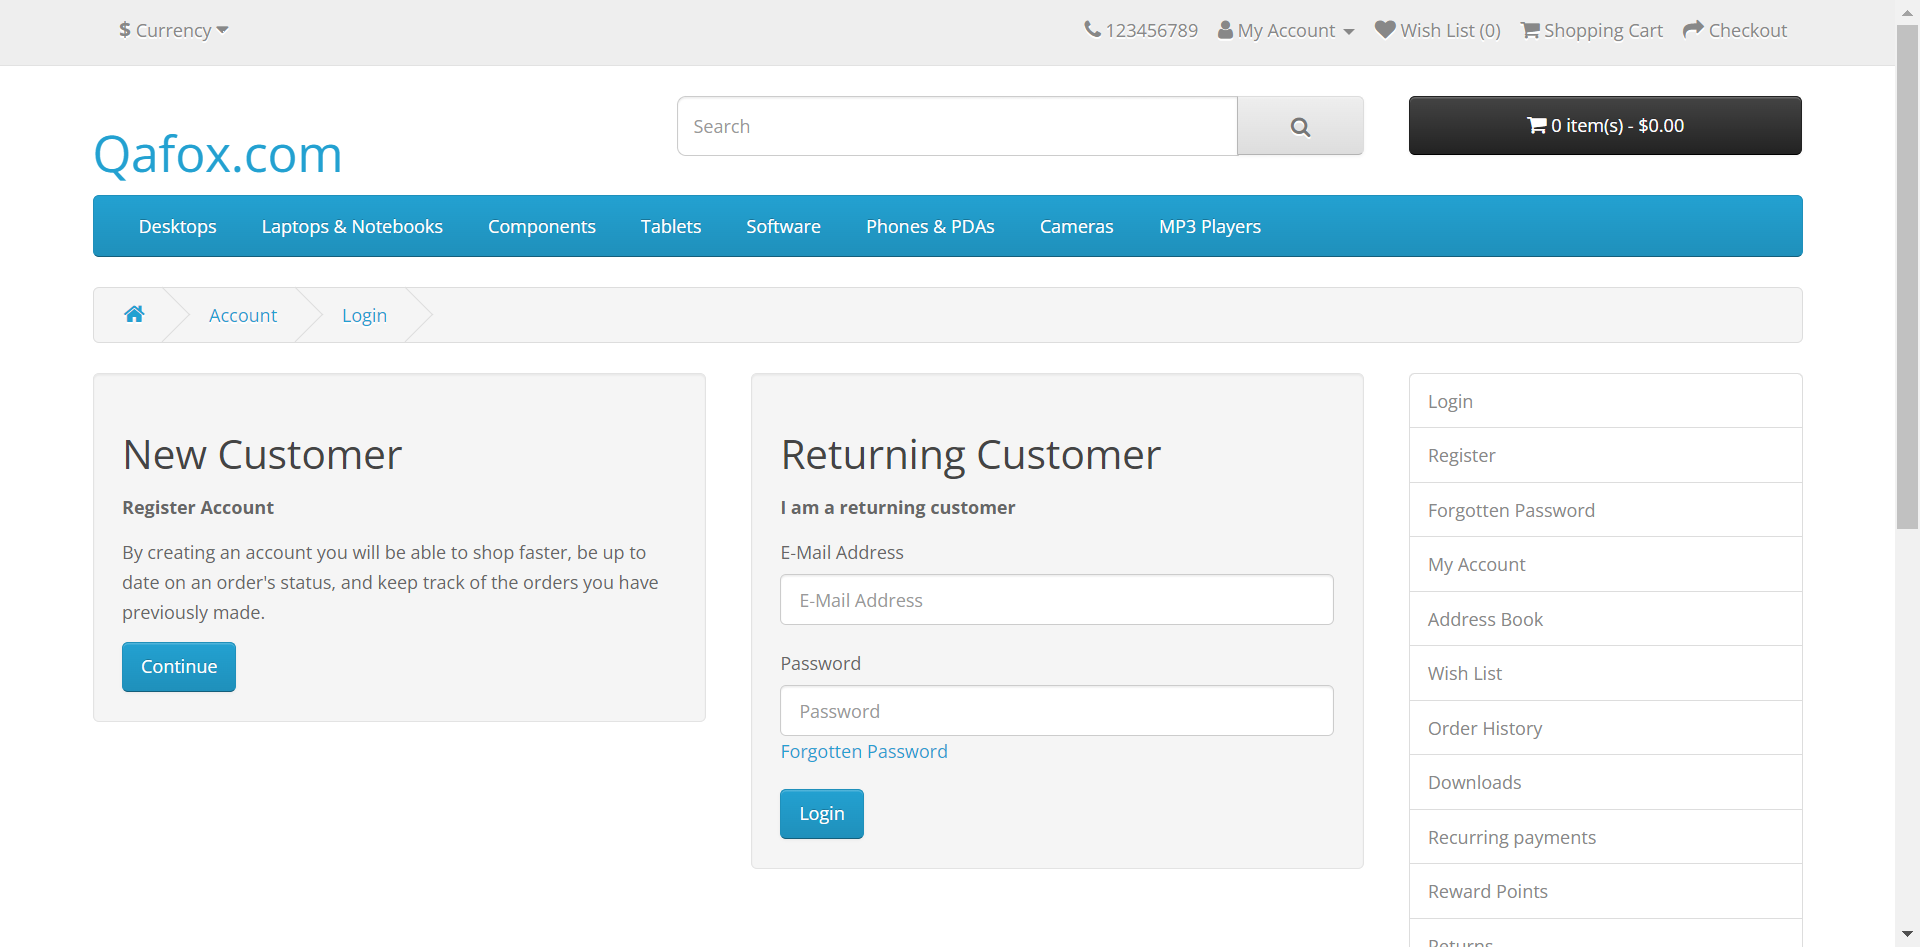 $ Currency
123456789 My Account Wish List (0) Shopping Cart Checkout
Qafox.com
Search
0 item(s) - $0.00
Desktops Laptops & Notebooks Components Tablets Software Phones & PDAs Cameras MP3 Players
Account Login
New Customer
Register Account
By creating an account you will be able to shop faster, be up to
date on an order's status, and keep track of the orders you have
previously made.
Continue
Returning Customer
I am a returning customer
E-Mail Address
E-Mail Address
Password
Password
Forgotten Password
Login
Login
Register
Forgotten Password
My Account
Address Book
Wish List
Order History
Downloads
Recurring payments
Reward Points
Returns